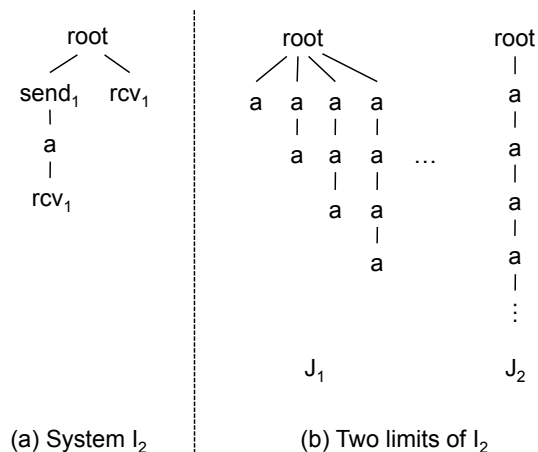 root
send₁ rcv₁
a
rcv₁
(a) System I₂
root
a a a a
a a a ...
a a
a
J₁
root
a
a
a
a
⋮
J₂
(b) Two limits of I₂